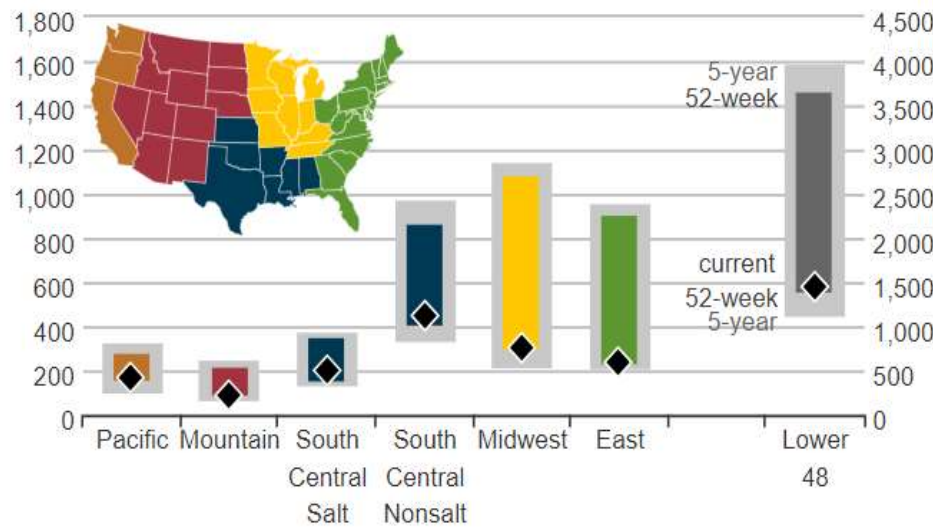 1,800
1,600
1,400
1,200
1,000
800
600
400
200
0
4,500
4,000
3,500
3,000
2,500
2,000
1,500
1,000
500
0
5-year
52-week
current
52-week
5-year
Pacific
Mountain
South
Central
Salt
South
Central
Nonsalt
Midwest
East
Lower
48